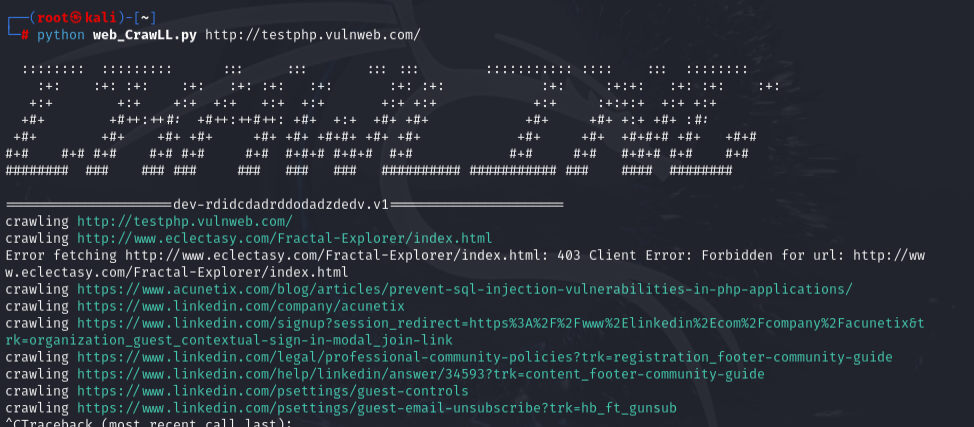 ┌──(root㉿kali)-[~]
└─# python web_CrawLL.py http://testphp.vulnweb.com/
=====================dev-rdidcdadrddodadzdedv.v1======================
crawling http://testphp.vulnweb.com/
crawling http://www.eclectasy.com/Fractal-Explorer/index.html
Error fetching http://www.eclectasy.com/Fractal-Explorer/index.html: 403 Client Error: Forbidden for url: http://ww
w.eclectasy.com/Fractal-Explorer/index.html
crawling https://www.acunetix.com/blog/articles/prevent-sql-injection-vulnerabilities-in-php-applications/
crawling https://www.linkedin.com/company/acunetix
crawling https://www.linkedin.com/signup?session_redirect=https%3A%2F%2Fwww%2Elinkedin%2Ecom%2Fcompany%2Facunetix&t
rk=organization_guest_contextual-sign-in-modal_join-link
crawling https://www.linkedin.com/legal/professional-community-policies?trk=registration_footer-community-guide
crawling https://www.linkedin.com/help/linkedin/answer/34593?trk=content_footer-community-guide
crawling https://www.linkedin.com/psettings/guest-controls
crawling https://www.linkedin.com/psettings/guest-email-unsubscribe?trk=hb_ft_gunsub
^CTraceback (most recent call last):